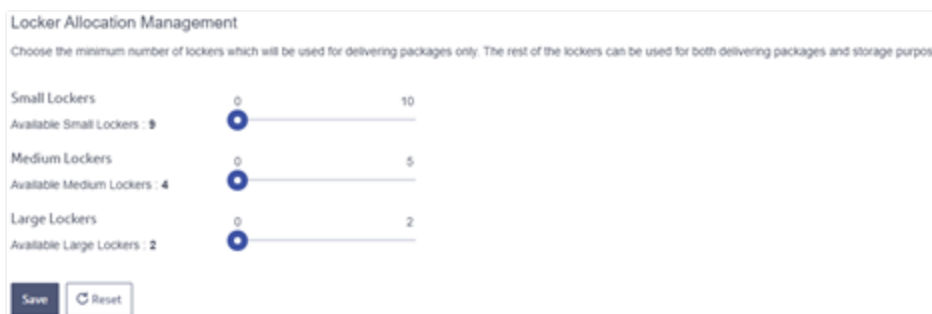 Locker Allocation Management
Choose the minimum number of lockers which will be used for delivering packages only. The rest of the lockers can be used for both delivering packages and storage purpos
Small Lockers
0 10
Available Small Lockers : 9
Medium Lockers
0 5
Available Medium Lockers : 4
Large Lockers
0 2
Available Large Lockers : 2
Save Reset